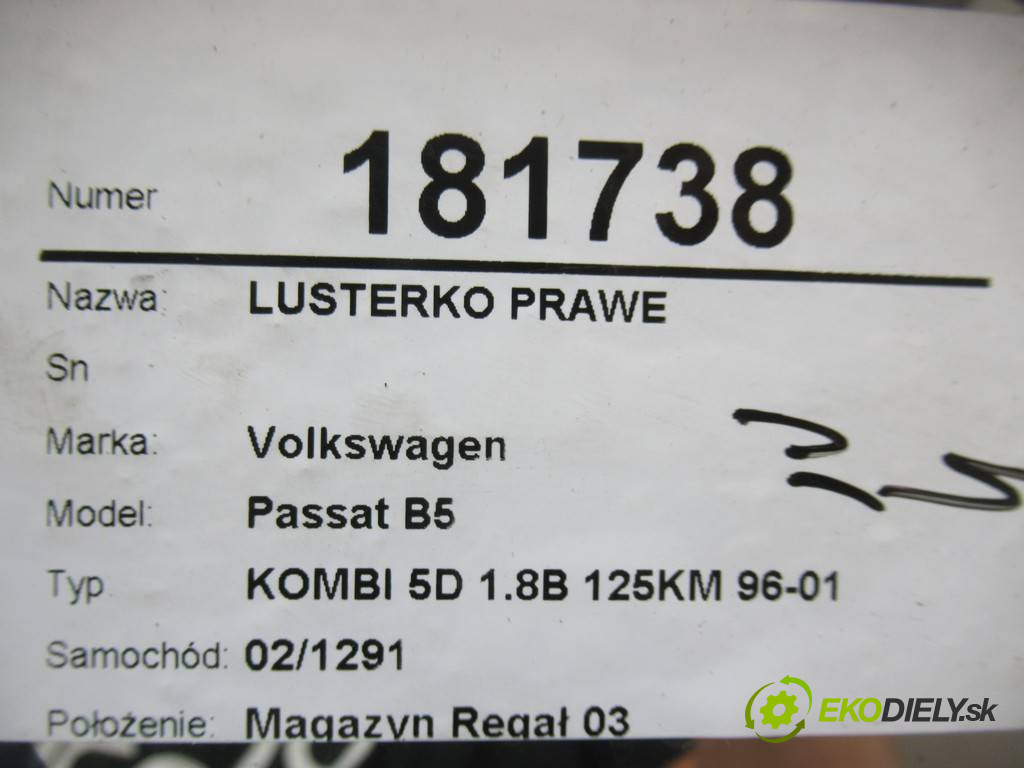 Numer 181738
Nazwa: LUSTERKO PRAWE
Sn
Marka: Volkswagen
Model: Passat B5
Typ KOMBI 5D 1.8B 125KM 96-01
Samochód: 02/1291
Położenie: Magazyn Regał 03
EKODIELY.sk